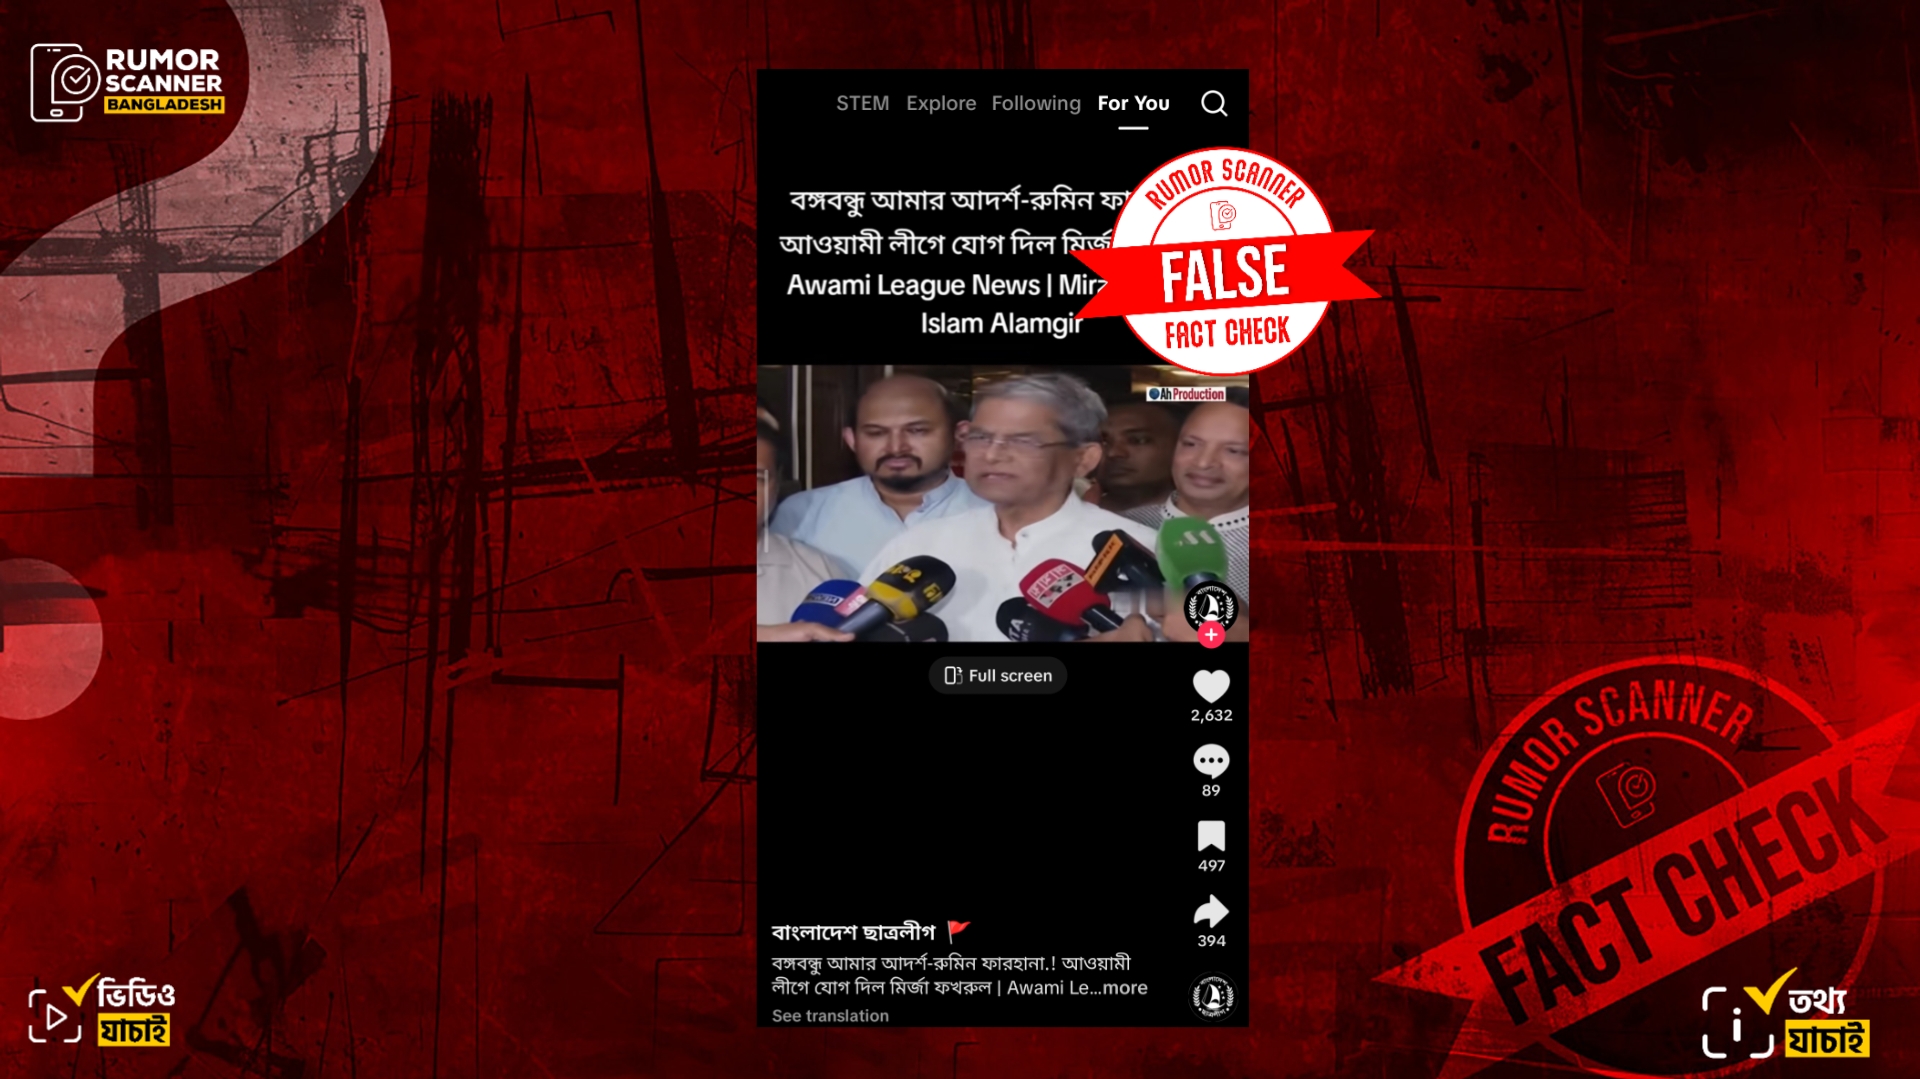 RUMOR
SCANNER
BANGLADESH
STEM Explore Following For You
বঙ্গবন্ধু আমার আদর্শ-রুমিন ফা
আওয়ামী লীগে যোগ দিল মির্জ
Awami League News | Mirz
Islam Alamgir
RUMOR SCANNER
FALSE
FACT CHECK
Ah Production
Full screen
2,632
89
497
394
বাংলাদেশ ছাত্রলীগ
বঙ্গবন্ধু আমার আদর্শ-রুমিন ফারহানা.! আওয়ামী
লীগে যোগ দিল মির্জা ফখরুল | Awami Le...more
See translation
RUMOR SCANNER
FACT CHECK
ভিডিও
যাচাই
তথ্য
যাচাই